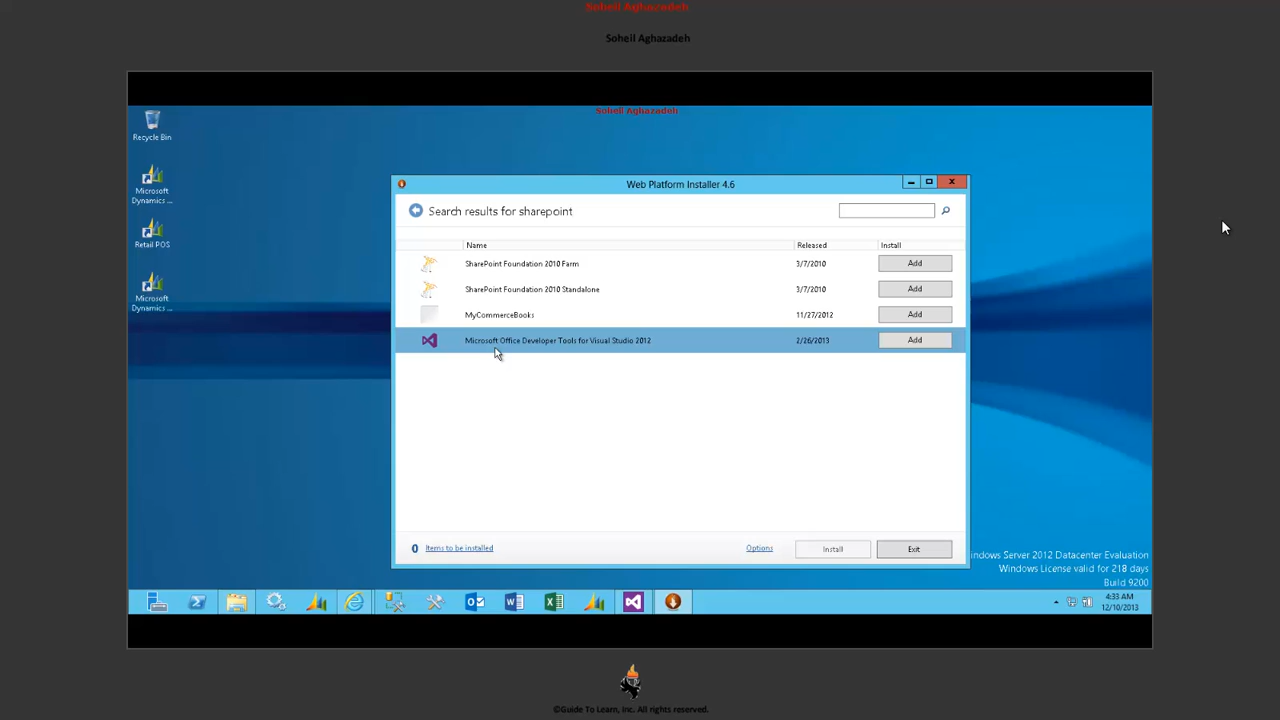 Soheil Aghazadeh
Soheil Aghazadeh
Soheil Aghazadeh
Recycle Bin
Microsoft
Dynamics ...
Retail POS
Microsoft
Dynamics ...
Web Platform Installer 4.6
Search results for sharepoint
Name Released Install
SharePoint Foundation 2010 Farm 3/7/2010 Add
SharePoint Foundation 2010 Standalone 3/7/2010 Add
MyCommerceBooks 11/27/2012 Add
Microsoft Office Developer Tools for Visual Studio 2012 2/26/2013 Add
0 Items to be installed Options Install Exit
indows Server 2012 Datacenter Evaluation
Windows License valid for 218 days
Build 9200
4:33 AM
12/10/2013
©Guide To Learn, Inc. All rights reserved.